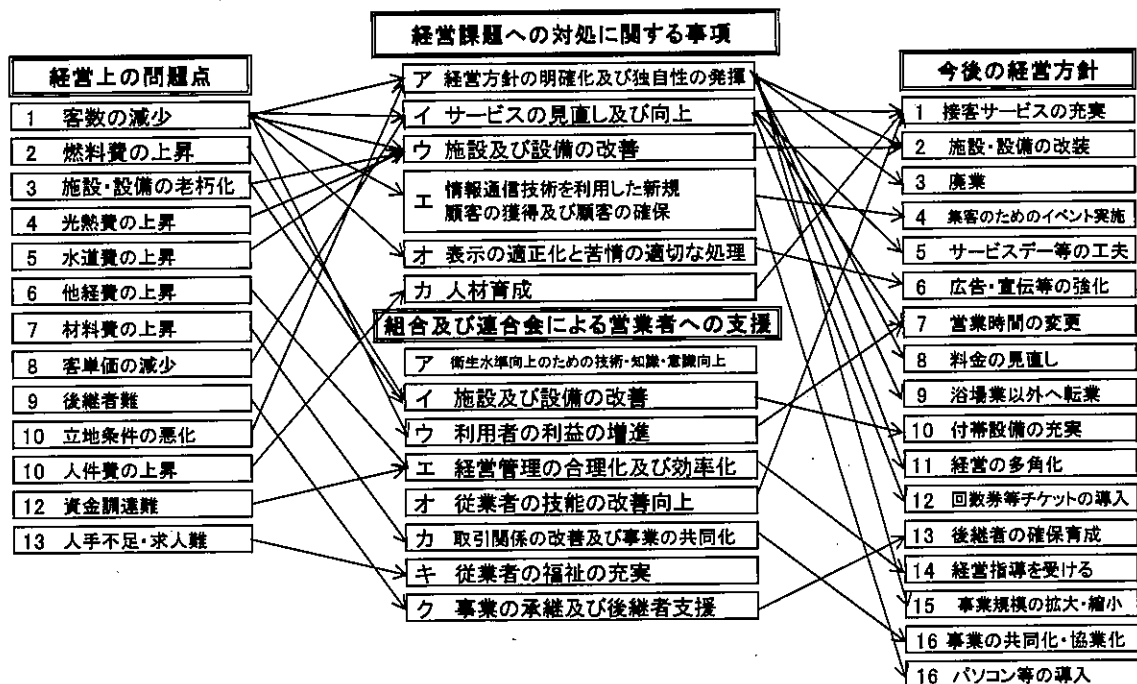 経営上の問題点
1 客数の減少
2 燃料費の上昇
3 施設・設備の老朽化
4 光熱費の上昇
5 水道費の上昇
6 他経費の上昇
7 材料費の上昇
8 客単価の減少
9 後継者難
10 立地条件の悪化
10 人件費の上昇
12 資金調達難
13 人手不足・求人難
経営課題への対処に関する事項
ア 経営方針の明確化及び独自性の発揮
イ サービスの見直し及び向上
ウ 施設及び設備の改善
エ 情報通信技術を利用した新規
顧客の獲得及び顧客の確保
オ 表示の適正化と苦情の適切な処理
カ 人材育成
組合及び連合会による営業者への支援
ア 衛生水準向上のための技術・知識・意識向上
イ 施設及び設備の改善
ウ 利用者の利益の増進
エ 経営管理の合理化及び効率化
オ 従業者の技能の改善向上
カ 取引関係の改善及び事業の共同化
キ 従業者の福祉の充実
ク 事業の承継及び後継者支援
今後の経営方針
1 接客サービスの充実
2 施設・設備の改装
3 廃業
4 集客のためのイベント実施
5 サービスデー等の工夫
6 広告・宣伝等の強化
7 営業時間の変更
8 料金の見直し
9 浴場業以外へ転業
10 付帯設備の充実
11 経営の多角化
12 回数券等チケットの導入
13 後継者の確保育成
14 経営指導を受ける
15 事業規模の拡大・縮小
16 事業の共同化・協業化
16 パソコン等の導入